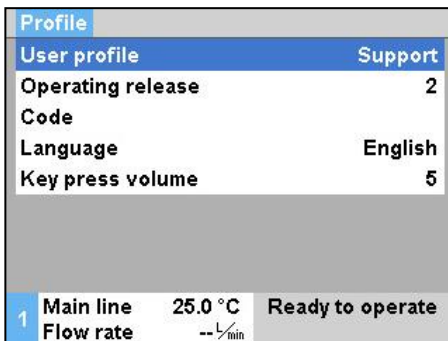 Profile
User profile Support
Operating release 2
Code
Language English
Key press volume 5
1 Main line 25.0 °C Ready to operate
Flow rate -- L/min